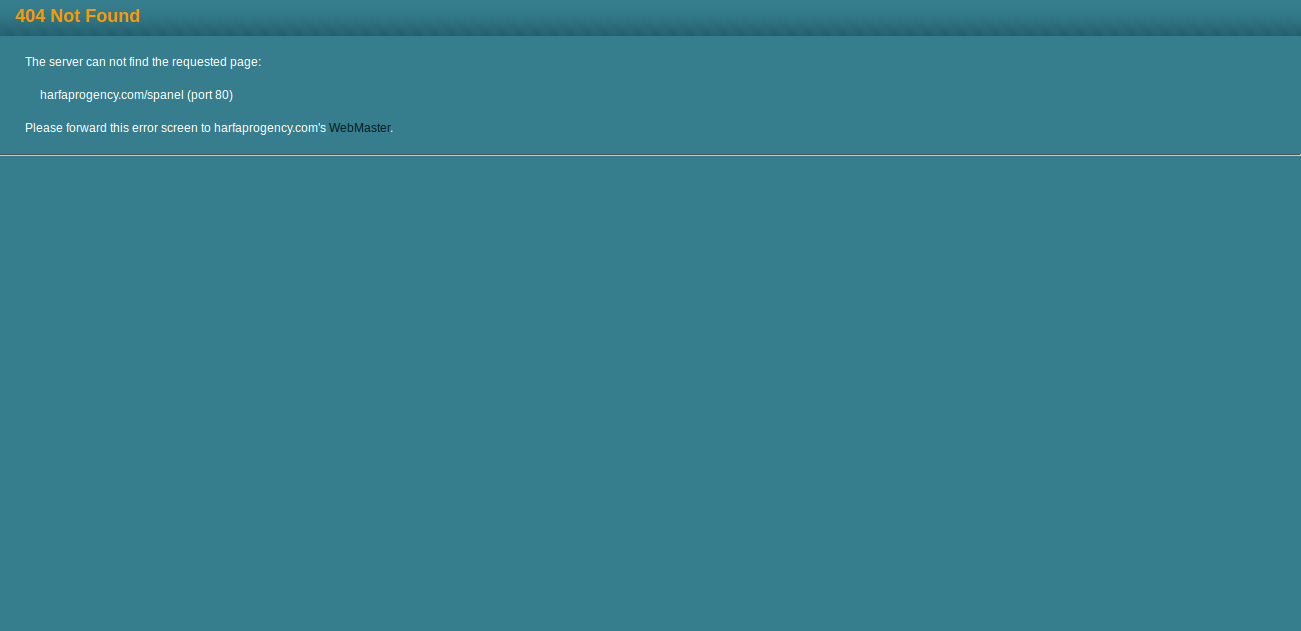 404 Not Found
The server can not find the requested page:
harfaprogency.com/spanel (port 80)
Please forward this error screen to harfaprogency.com's WebMaster.